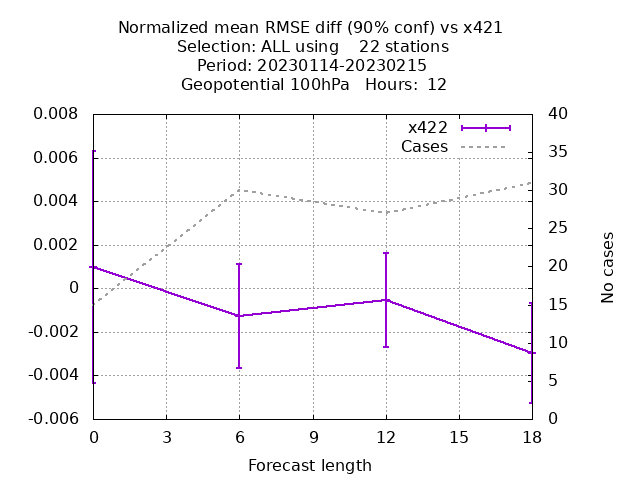 Normalized mean RMSE diff (90% conf) vs x421
Selection: ALL using    22 stations
Period: 20230114-20230215
Geopotential 100hPa   Hours:  12
0.008
0.006
0.004
0.002
0
-0.002
-0.004
-0.006
40
35
30
25
20
15
10
5
0
x422
Cases
No cases
0 3 6 9 12 15 18
Forecast length